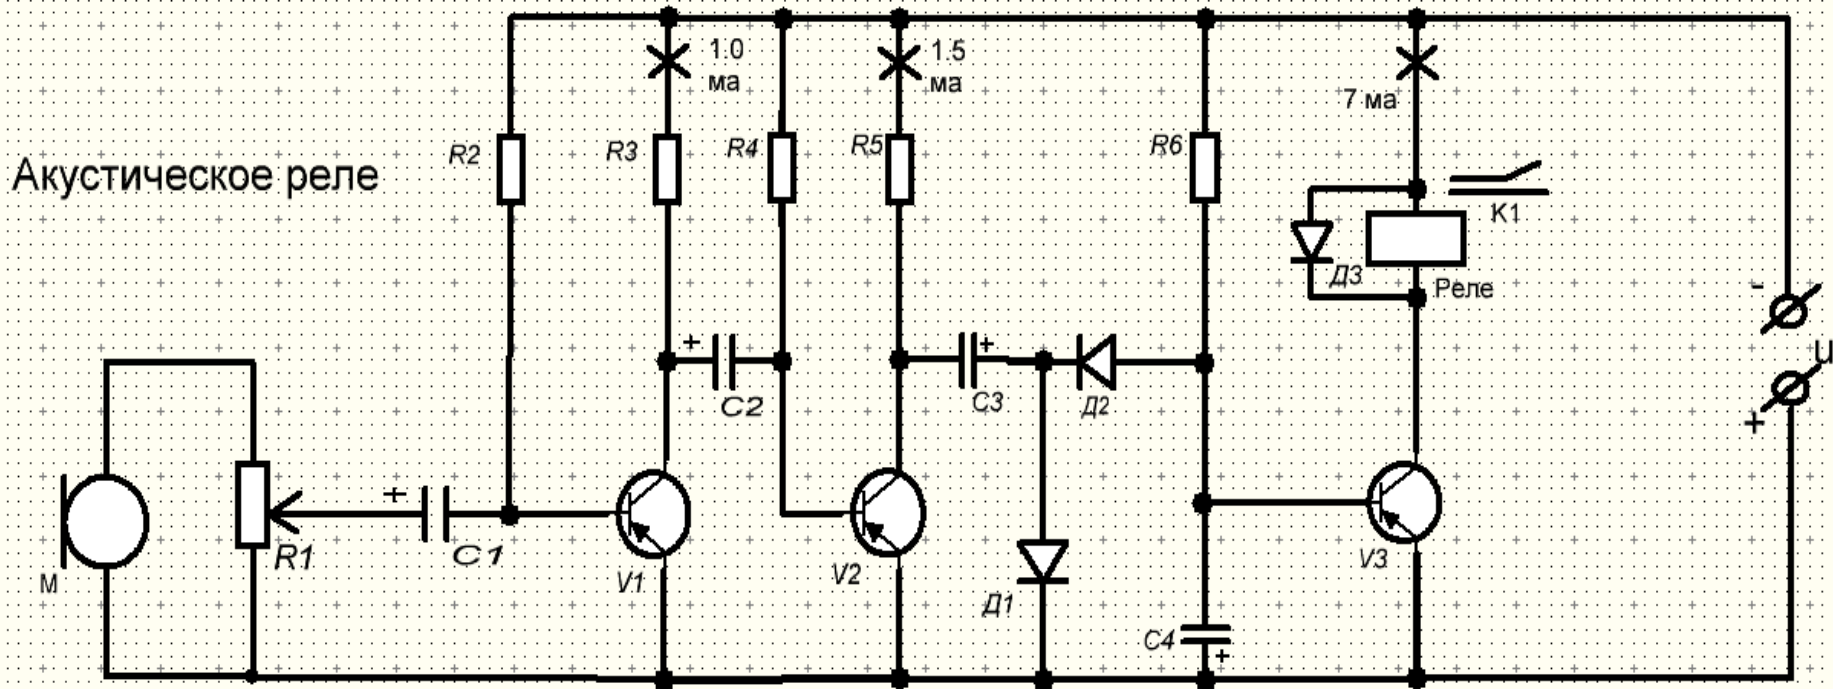 1.0
ма
1.5
ма
7 ма
R2
R3
R4
R5
R6
Акустическое реле
K1
Д3
Реле
-
u
+
+
C2
+
C3
Д2
+
C1
R1
M
V1
V2
Д1
V3
C4
+